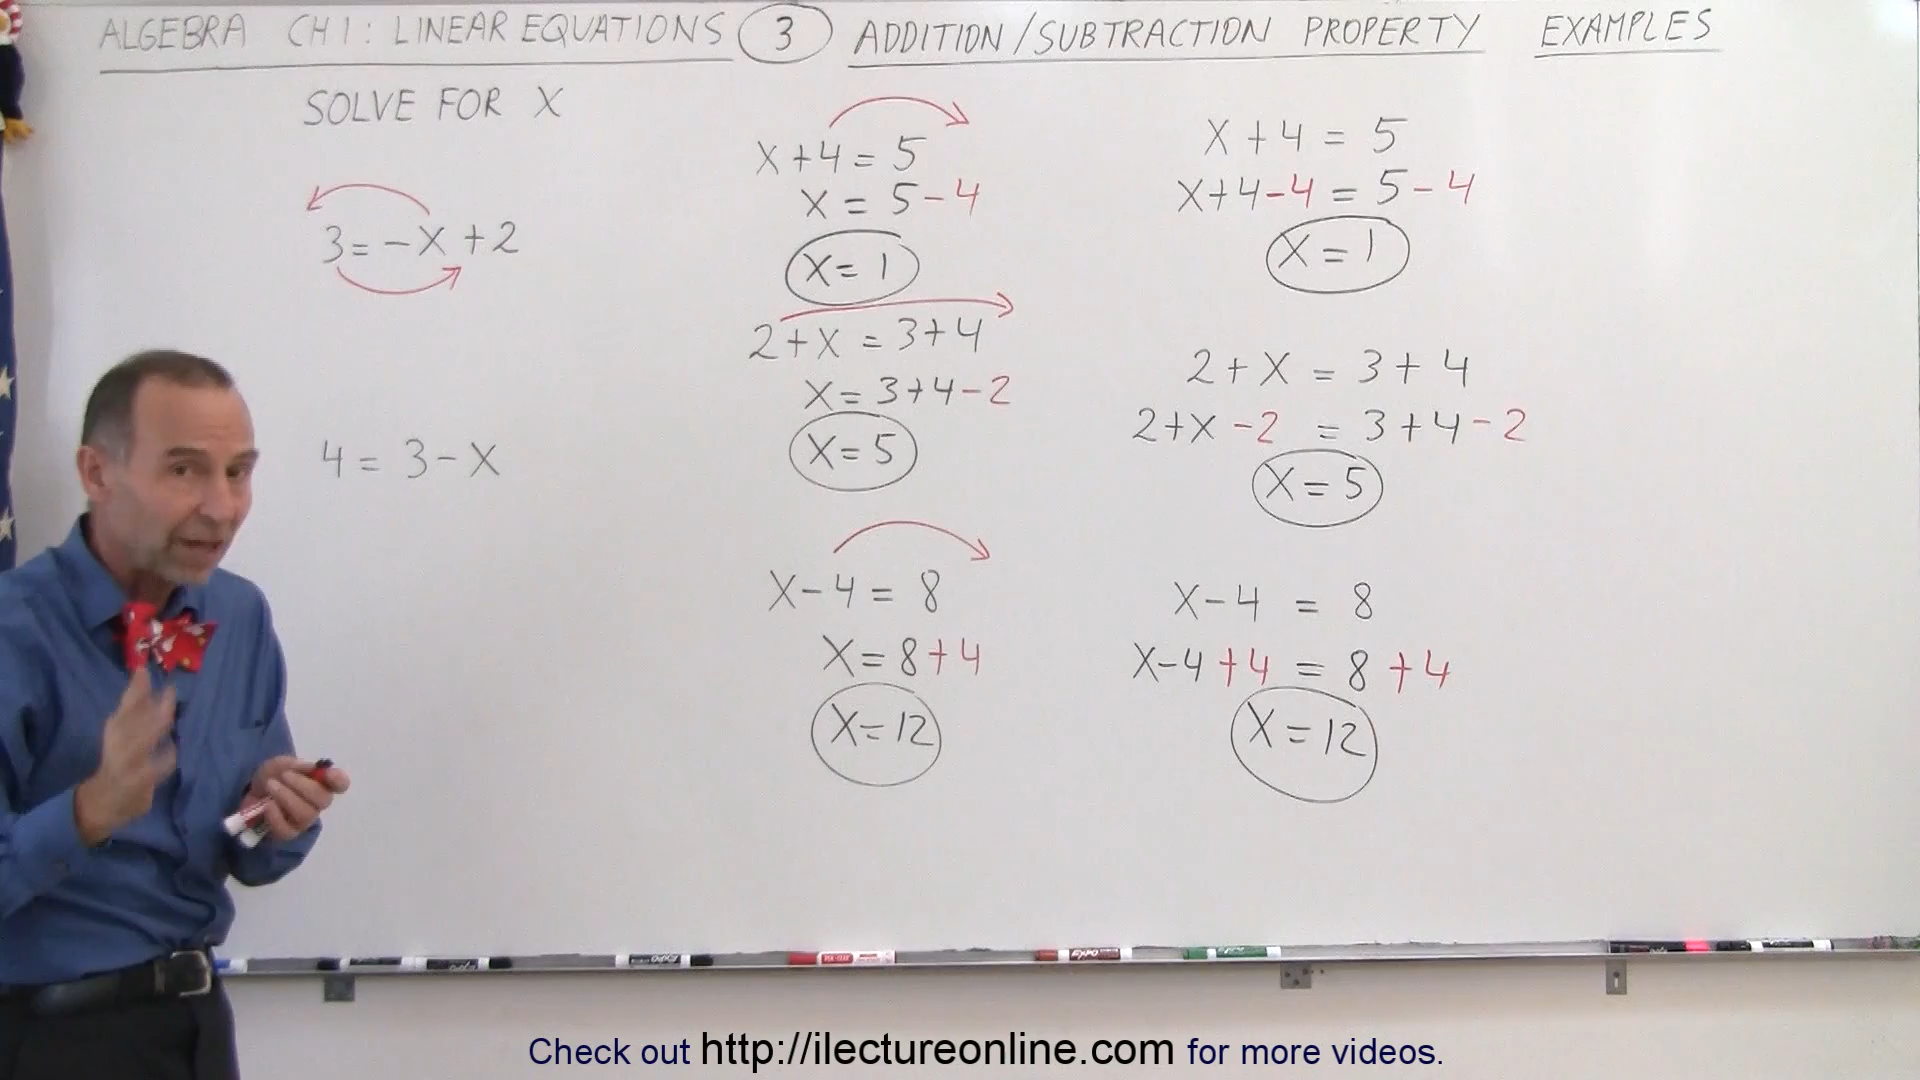 ALGEBRA CH 1: LINEAR EQUATIONS 3 ADDITION/SUBTRACTION PROPERTY EXAMPLES
SOLVE FOR X
3 = -X + 2
4 = 3 - X
X + 4 = 5
X = 5 - 4
X = 1
2 + X = 3 + 4
X = 3 + 4 - 2
X = 5
X - 4 = 8
X = 8 + 4
X = 12
X + 4 = 5
X + 4 - 4 = 5 - 4
X = 1
2 + X = 3 + 4
2 + X - 2 = 3 + 4 - 2
X = 5
X - 4 = 8
X - 4 + 4 = 8 + 4
X = 12
EXPO
Check out http://ilectureonline.com for more videos.